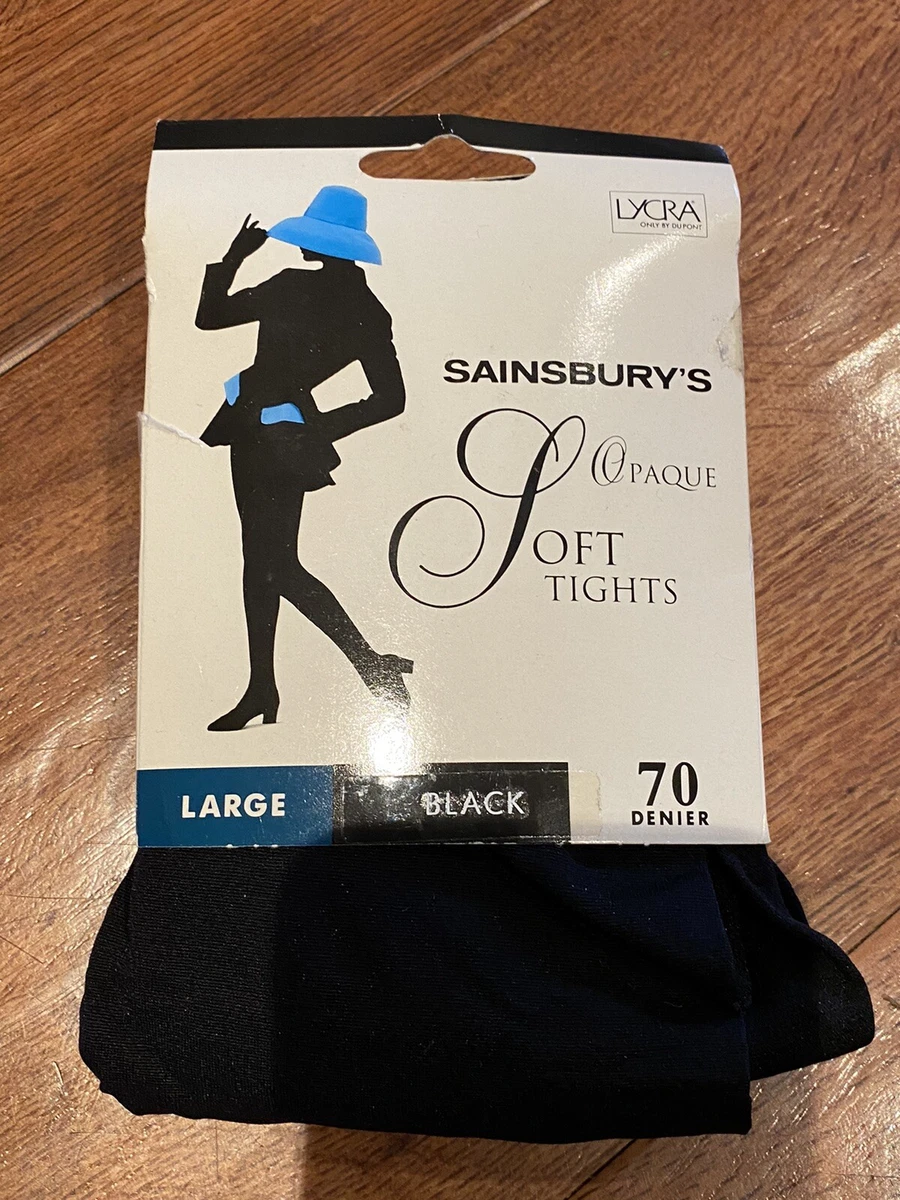 LYCRA
ONLY BY DU PONT
SAINSBURY'S
OPAQUE
SOFT
TIGHTS
LARGE
BLACK
70
DENIER